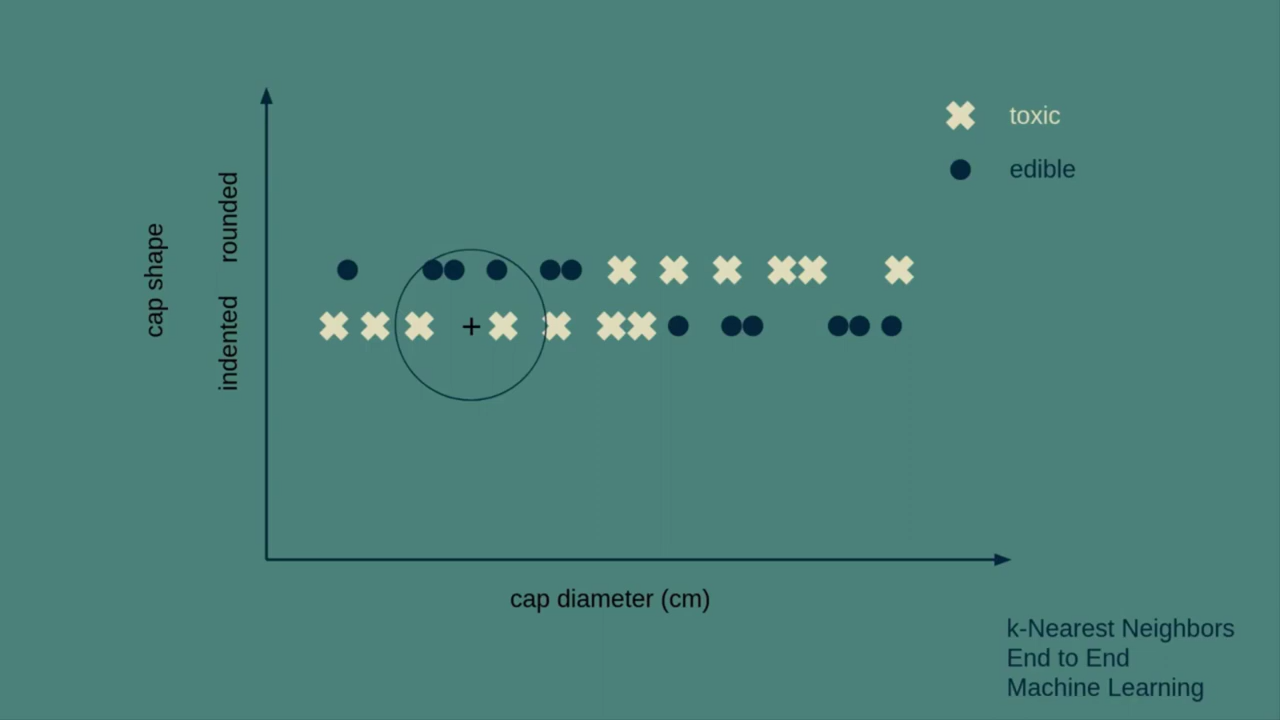 toxic
edible
rounded
indented
cap shape
cap diameter (cm)
k-Nearest Neighbors
End to End
Machine Learning